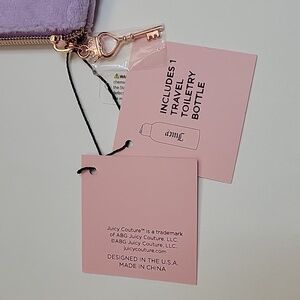 INCLUDES 1
TRAVEL
TOILETRY
BOTTLE
Juicy
Juicy Couture™ is a trademark
of ABG Juicy Couture, LLC.
©ABG Juicy Couture, LLC.
juicycouture.com
DESIGNED IN THE U.S.A.
MADE IN CHINA